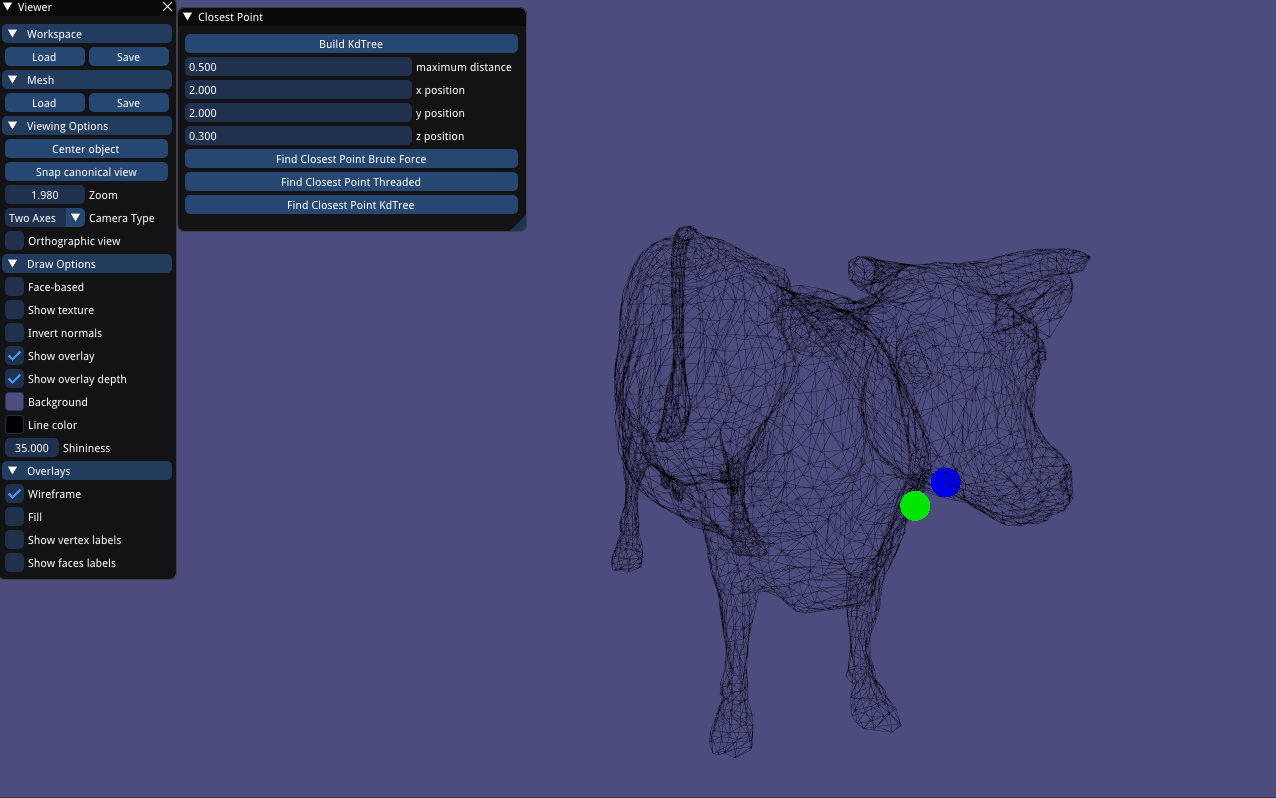 Viewer
Workspace
Load Save
Mesh
Load Save
Viewing Options
Center object
Snap canonical view
1.980 Zoom
Two Axes Camera Type
Orthographic view
Draw Options
Face-based
Show texture
Invert normals
Show overlay
Show overlay depth
Background
Line color
35.000 Shininess
Overlays
Wireframe
Fill
Show vertex labels
Show faces labels
Closest Point
Build KdTree
0.500 maximum distance
2.000 x position
2.000 y position
0.300 z position
Find Closest Point Brute Force
Find Closest Point Threaded
Find Closest Point KdTree